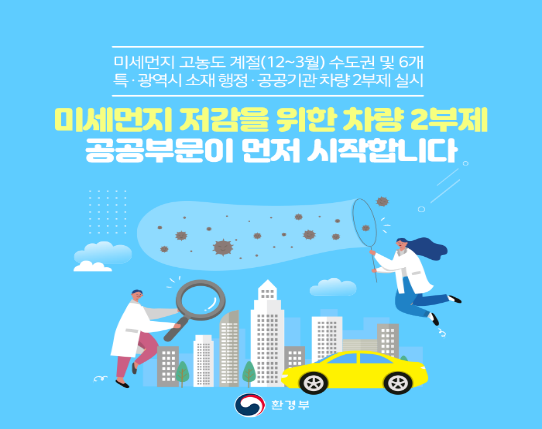 미세먼지 고농도 계절(12~3월) 수도권 및 6개
특·광역시 소재 행정·공공기관 차량 2부제 실시
미세먼지 저감을 위한 차량 2부제
공공부문이 먼저 시작합니다
환경부